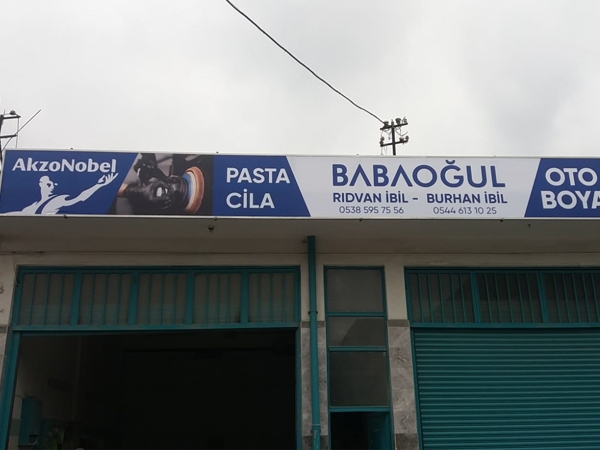 AkzoNobel
PASTA
CİLA
BABAOĞUL
RIDVAN İBİL - BURHAN İBİL
0538 595 75 56 0544 613 10 25
OTO
BOYA